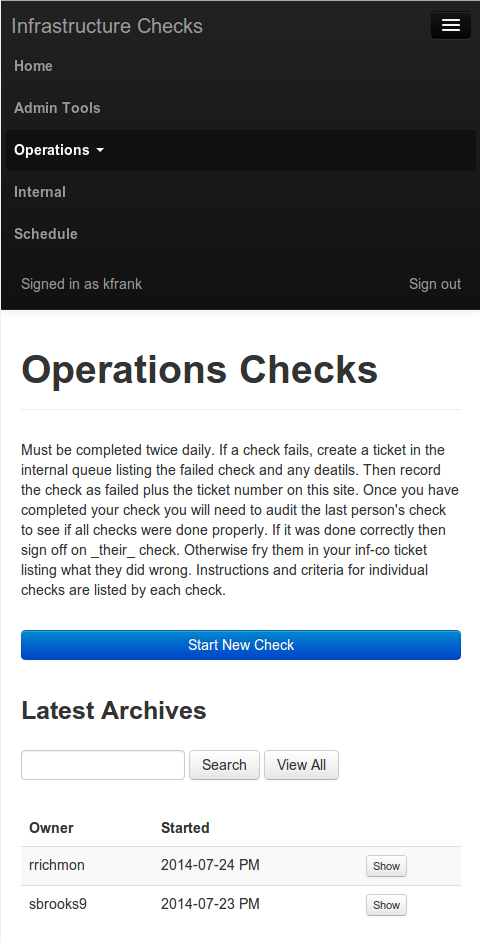 Infrastructure Checks
Home
Admin Tools
Operations
Internal
Schedule
Signed in as kfrank Sign out
Operations Checks
Must be completed twice daily. If a check fails, create a ticket in the
internal queue listing the failed check and any deatils. Then record
the check as failed plus the ticket number on this site. Once you have
completed your check you will need to audit the last person's check
to see if all checks were done properly. If it was done correctly then
sign off on _their_ check. Otherwise fry them in your inf-co ticket
listing what they did wrong. Instructions and criteria for individual
checks are listed by each check.
Start New Check
Latest Archives
Search View All
Owner Started
rrichmon 2014-07-24 PM Show
sbrooks9 2014-07-23 PM Show